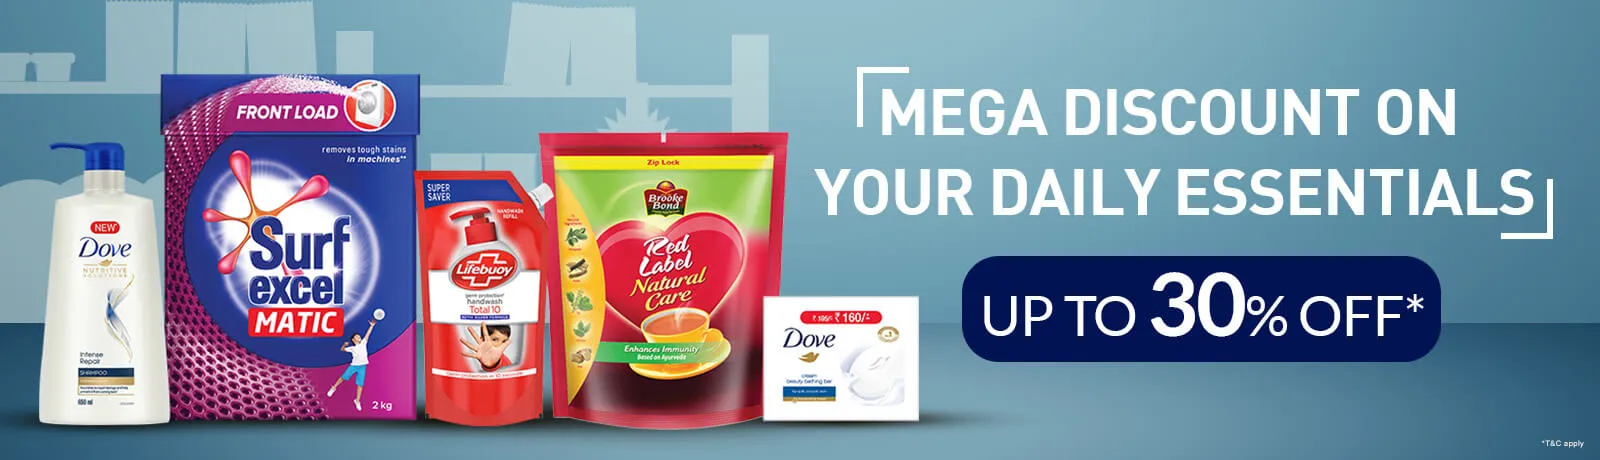 MEGA DISCOUNT ON
YOUR DAILY ESSENTIALS
UP TO 30% OFF*
*T&C apply
NEW
Dove
NUTRITIVE
SOLUTIONS
Intense
Repair
SHAMPOO
650 ml
FRONT LOAD
removes tough stains
in machines**
Surf
excel
MATIC
2 kg
SUPER
SAVER
HANDWASH
REFILL
Lifebuoy
germ protection
handwash
Total 10
Zip Lock
Brooke
Bond
Red
Label
Natural
Care
Enhances Immunity
Based on Ayurveda
₹ 160/-
Dove
cream
beauty bathing bar